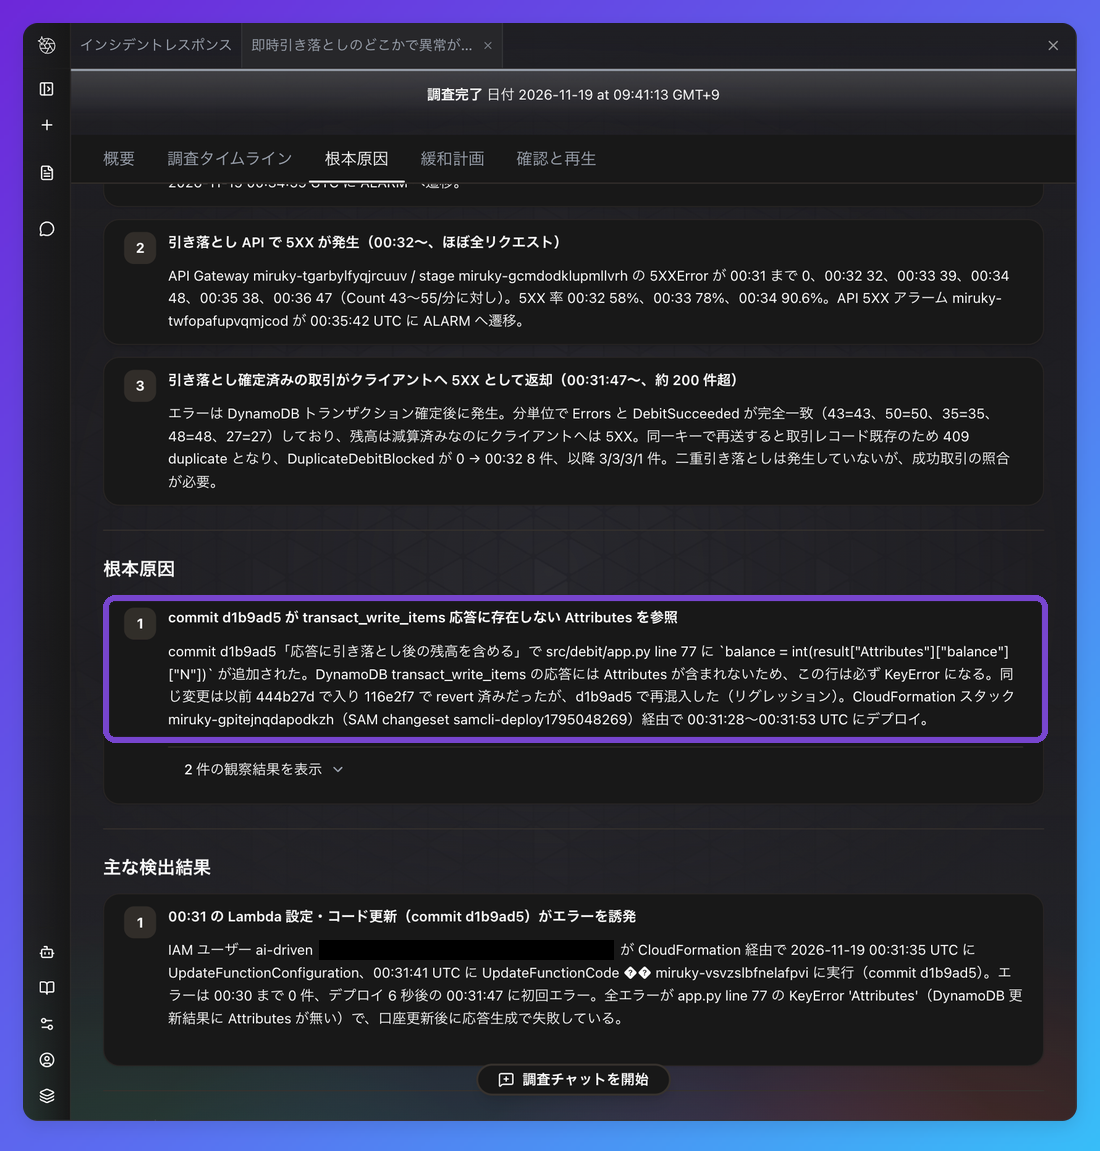 インシデントレスポンス
即時引き落としのどこかで異常が...
調査完了 日付 2026-11-19 at 09:41:13 GMT+9
概要
調査タイムライン
根本原因
緩和計画
確認と再生
2
引き落とし API で 5XX が発生（00:32〜、ほぼ全リクエスト）
API Gateway miruky-tgarbylfyqjrcuuv / stage miruky-gcmdodklupmllvrh の 5XXError が 00:31 まで 0、00:32 32、00:33 39、00:34
48、00:35 38、00:36 47（Count 43〜55/分に対し）。5XX 率 00:32 58%、00:33 78%、00:34 90.6%。API 5XX アラーム miruky-
twfopafupvqmjcod が 00:35:42 UTC に ALARM へ遷移。
3
引き落とし確定済みの取引がクライアントへ 5XX として返却（00:31:47〜、約 200 件超）
エラーは DynamoDB トランザクション確定後に発生。分単位で Errors と DebitSucceeded が完全一致（43=43、50=50、35=35、
48=48、27=27）しており、残高は減算済みなのにクライアントへは 5XX。同一キーで再送すると取引レコード既存のため 409
duplicate となり、DuplicateDebitBlocked が 0 → 00:32 8 件、以降 3/3/3/1 件。二重引き落としは発生していないが、成功取引の照合
が必要。
根本原因
1
commit d1b9ad5 が transact_write_items 応答に存在しない Attributes を参照
commit d1b9ad5「応答に引き落とし後の残高を含める」で src/debit/app.py line 77 に `balance = int(result["Attributes"]["balance"]
["N"])` が追加された。DynamoDB transact_write_items の応答には Attributes が含まれないため、この行は必ず KeyError になる。同
じ変更は以前 444b27d で入り 116e2f7 で revert 済みだったが、d1b9ad5 で再混入した（リグレッション）。CloudFormation スタック
miruky-gpitejnqdapodkzh（SAM changeset samcli-deploy1795048269）経由で 00:31:28〜00:31:53 UTC にデプロイ。
2 件の観察結果を表示
主な検出結果
1
00:31 の Lambda 設定・コード更新（commit d1b9ad5）がエラーを誘発
IAM ユーザー ai-driven が CloudFormation 経由で 2026-11-19 00:31:35 UTC に
UpdateFunctionConfiguration、00:31:41 UTC に UpdateFunctionCode �� miruky-vsvzslbfnelafpvi に実行（commit d1b9ad5）。エ
ラーは 00:30 まで 0 件、デプロイ 6 秒後の 00:31:47 に初回エラー。全エラーが app.py line 77 の KeyError 'Attributes'（DynamoDB 更
新結果に Attributes が無い）で、口座更新後に応答生成で失敗している。
調査チャットを開始